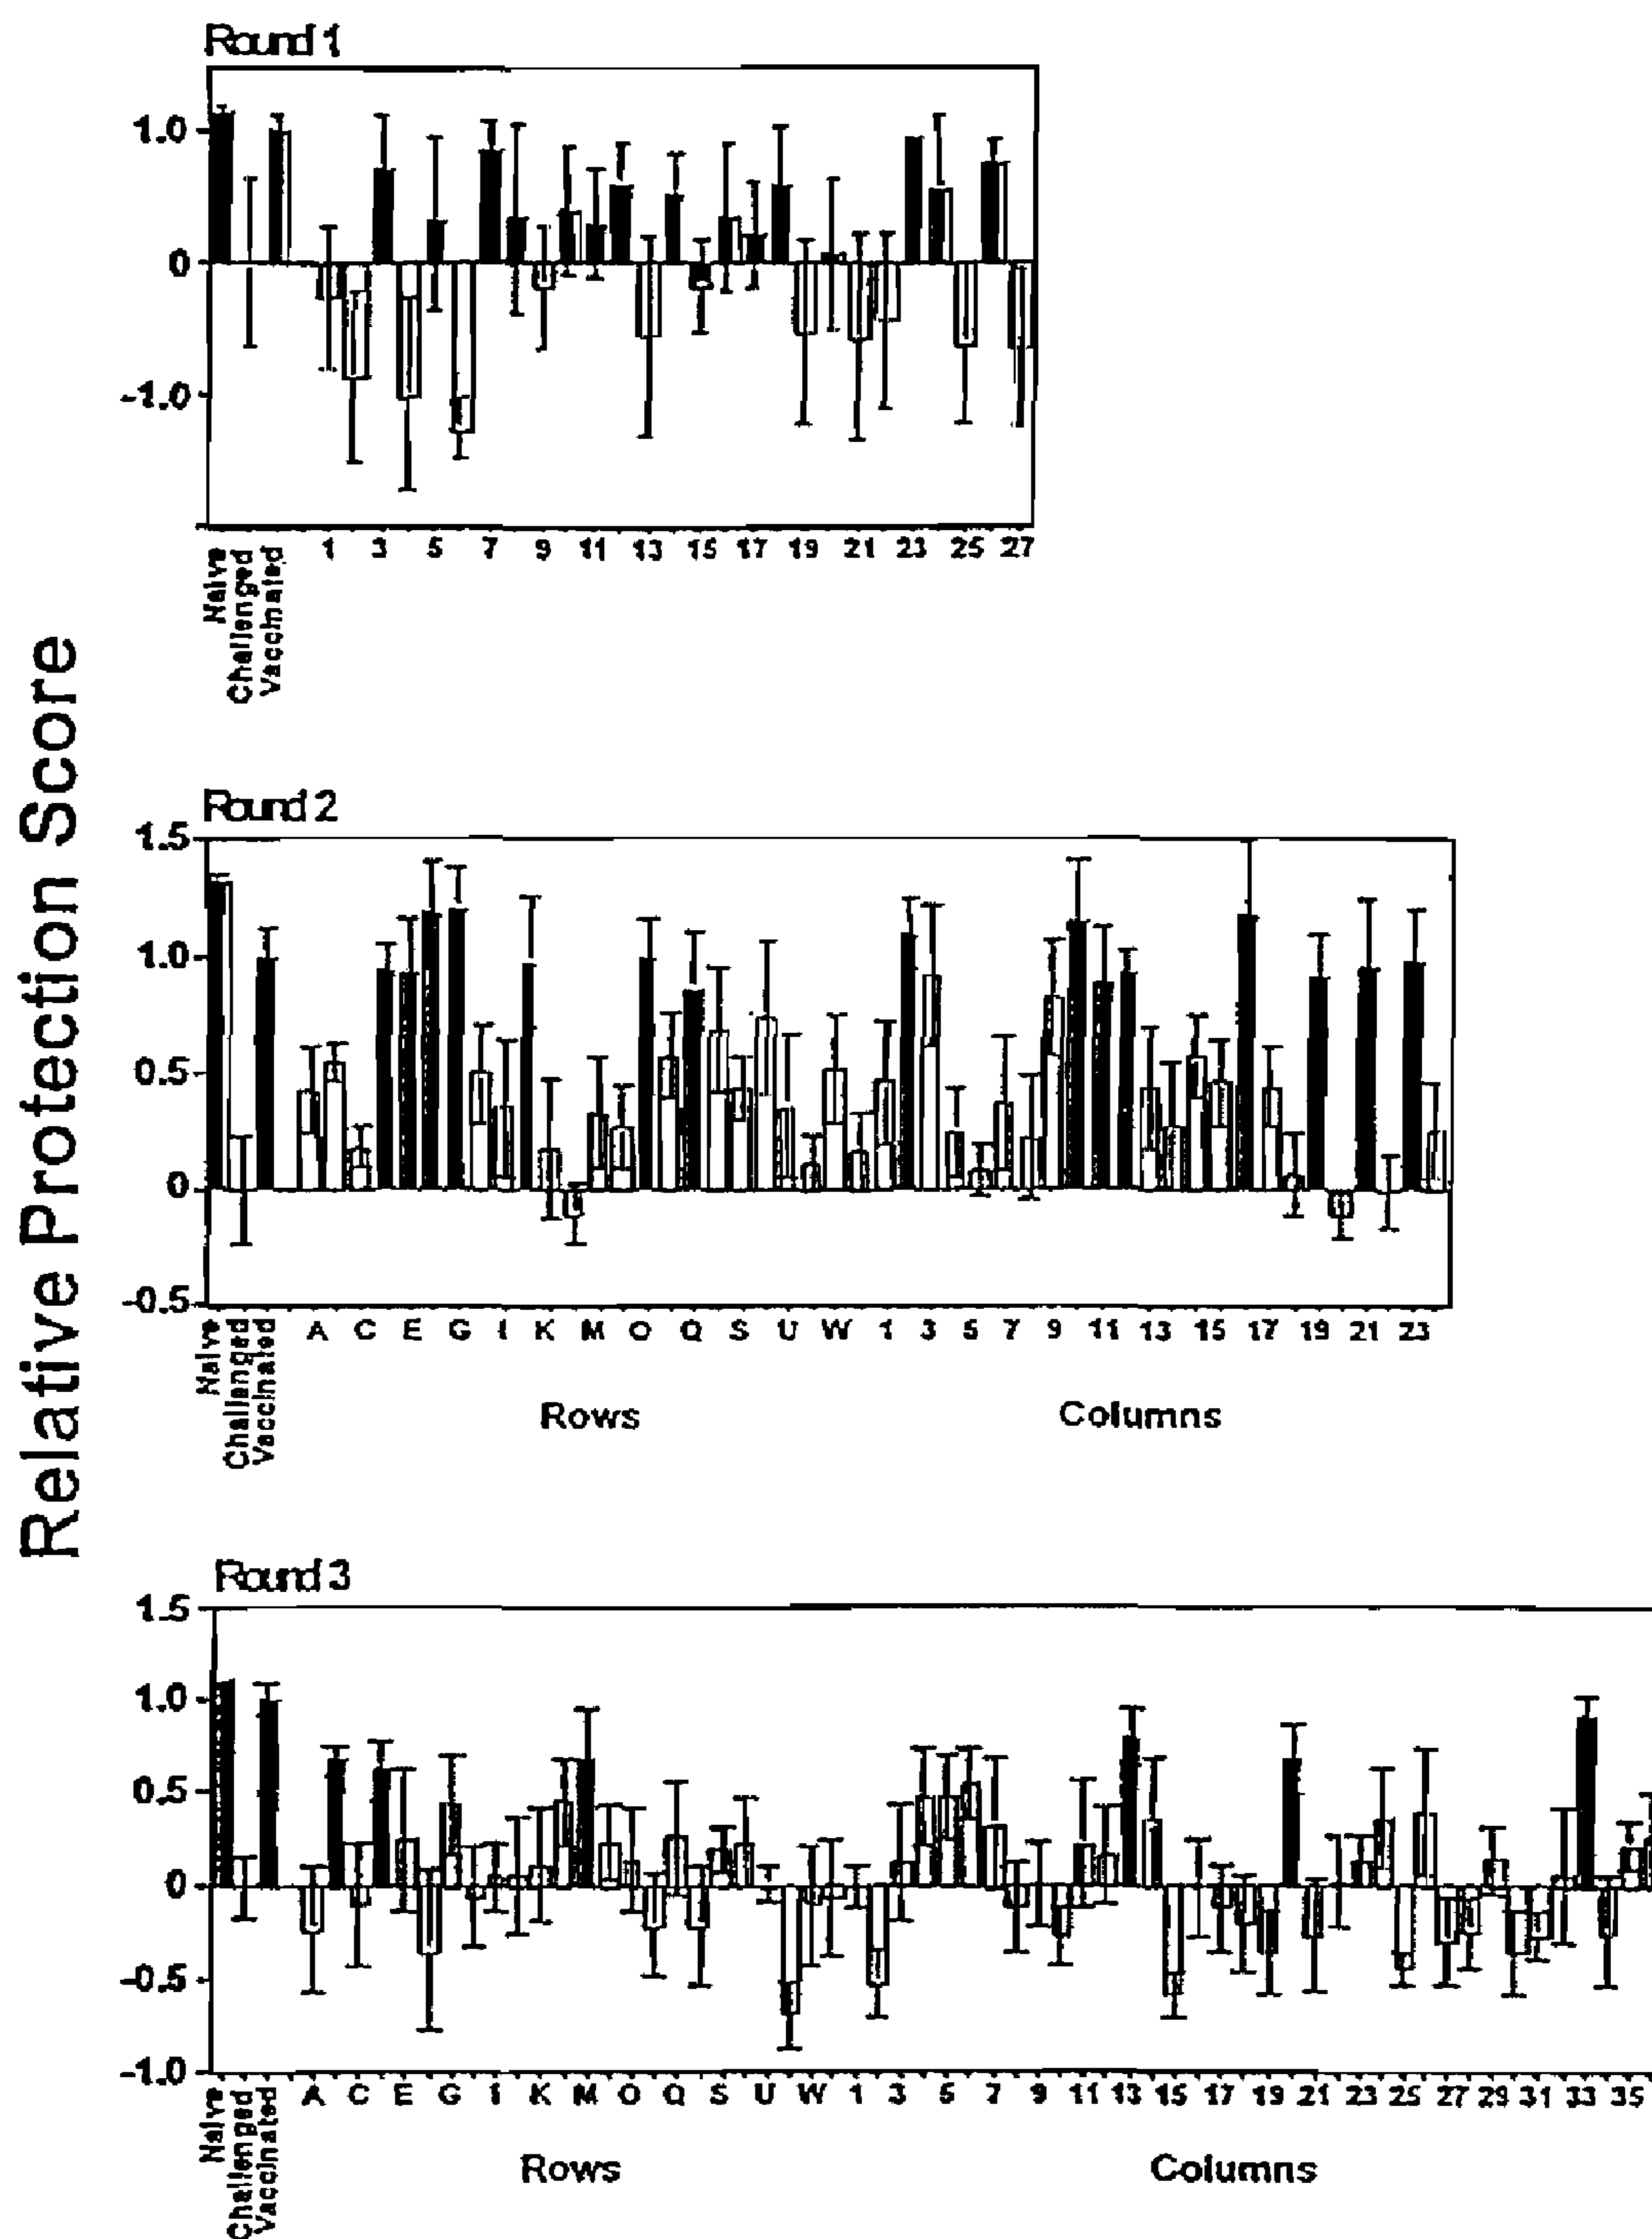 Relative Protection Score
Round 1
1.0
0
-1.0
Naive
Challenged
Vaccinated
1 3 5 7 9 11 13 15 17 19 21 23 25 27
Round 2
1.5
1.0
0.5
0
-0.5
Naive
Challenged
Vaccinated
A C E G I K M O Q S U W 1 3 5 7 9 11 13 15 17 19 21 23
Rows Columns
Round 3
1.5
1.0
0.5
0
-0.5
-1.0
Naive
Challenged
Vaccinated
A C E G I K M O Q S U W 1 3 5 7 9 11 13 15 17 19 21 23 25 27 29 31 33 35
Rows Columns